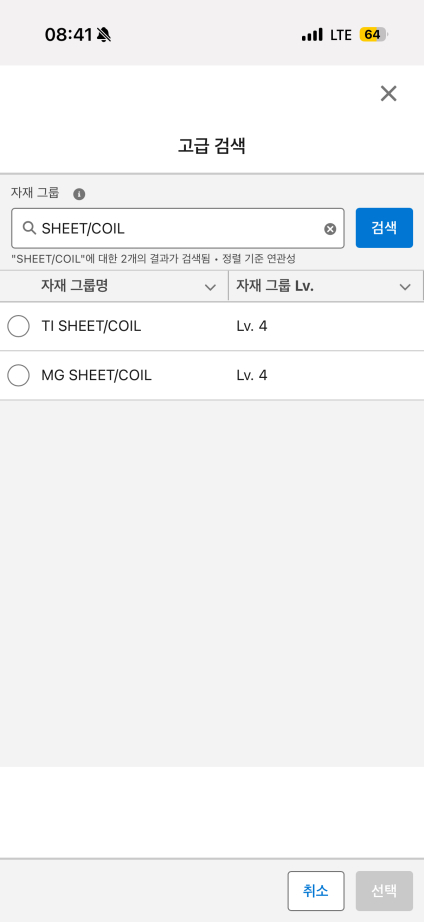 08:41 LTE 64
고급 검색
자재 그룹
SHEET/COIL 검색
"SHEET/COIL"에 대한 2개의 결과가 검색됨 • 정렬 기준 연관성
자재 그룹명 자재 그룹 Lv.
TI SHEET/COIL Lv. 4
MG SHEET/COIL Lv. 4
취소 선택